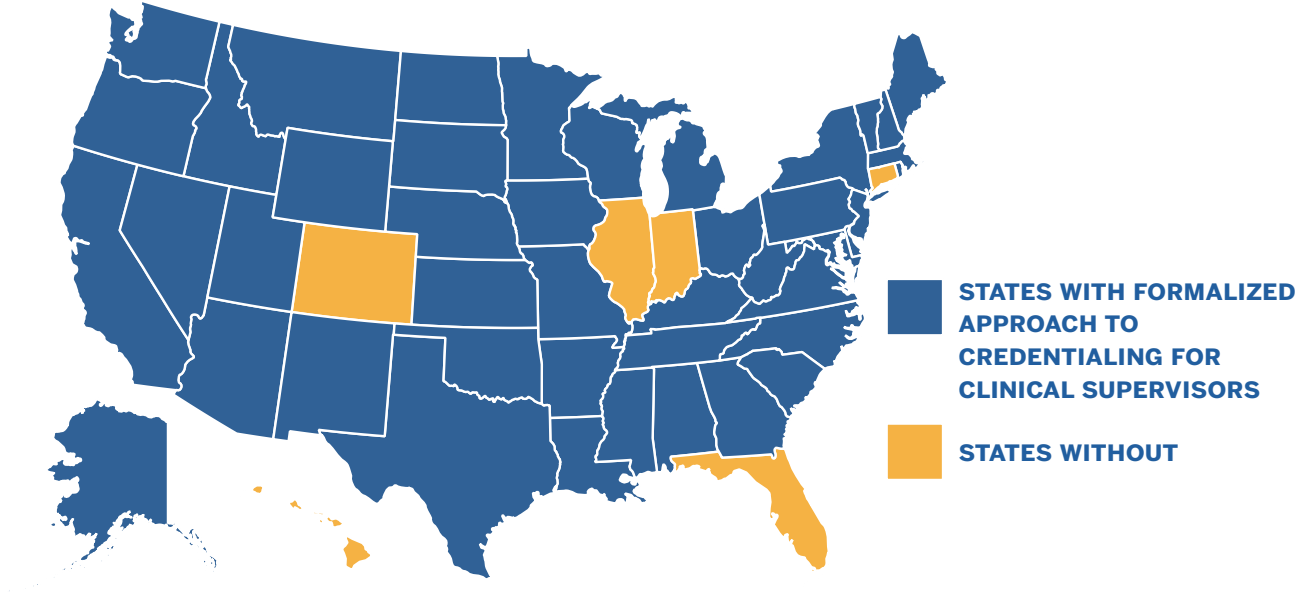 STATES WITH FORMALIZED
APPROACH TO
CREDENTIALING FOR
CLINICAL SUPERVISORS
STATES WITHOUT